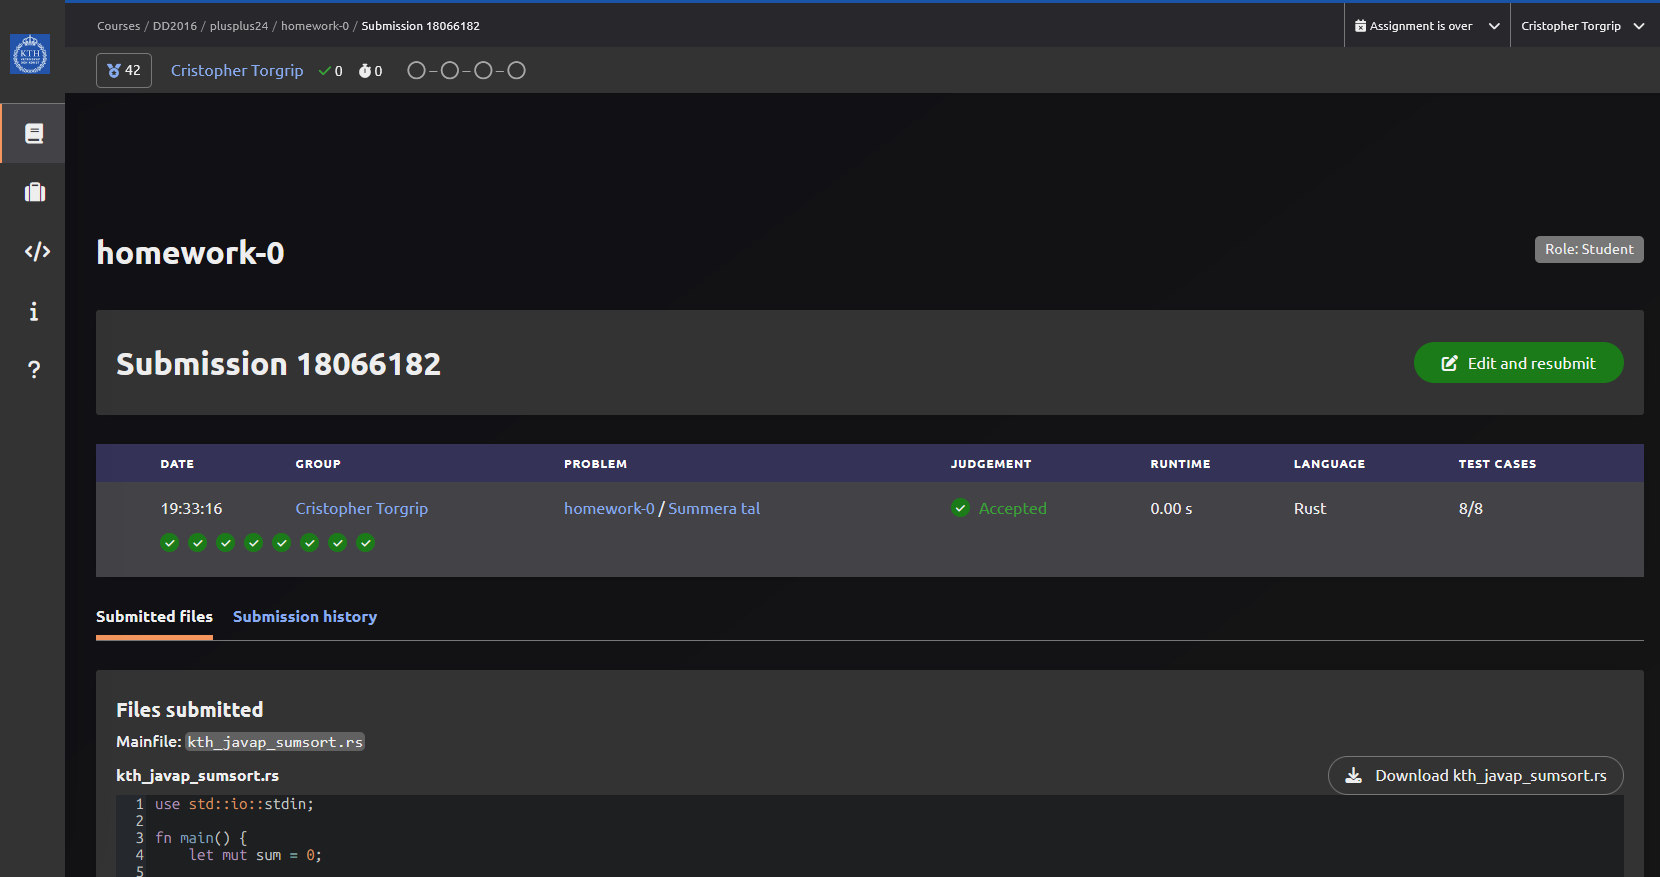 Courses / DD2016 / plusplus24 / homework-0 / Submission 18066182
Assignment is over
Cristopher Torgrip
KTH
42 Cristopher Torgrip 0 0
homework-0
Role: Student
Submission 18066182
Edit and resubmit
DATE GROUP PROBLEM JUDGEMENT RUNTIME LANGUAGE TEST CASES
19:33:16 Cristopher Torgrip homework-0 / Summera tal Accepted 0.00 s Rust 8/8
Submitted files Submission history
Files submitted
Mainfile: kth_javap_sumsort.rs
kth_javap_sumsort.rs
Download kth_javap_sumsort.rs
1 use std::io::stdin;
2
3 fn main() {
4 let mut sum = 0;
5